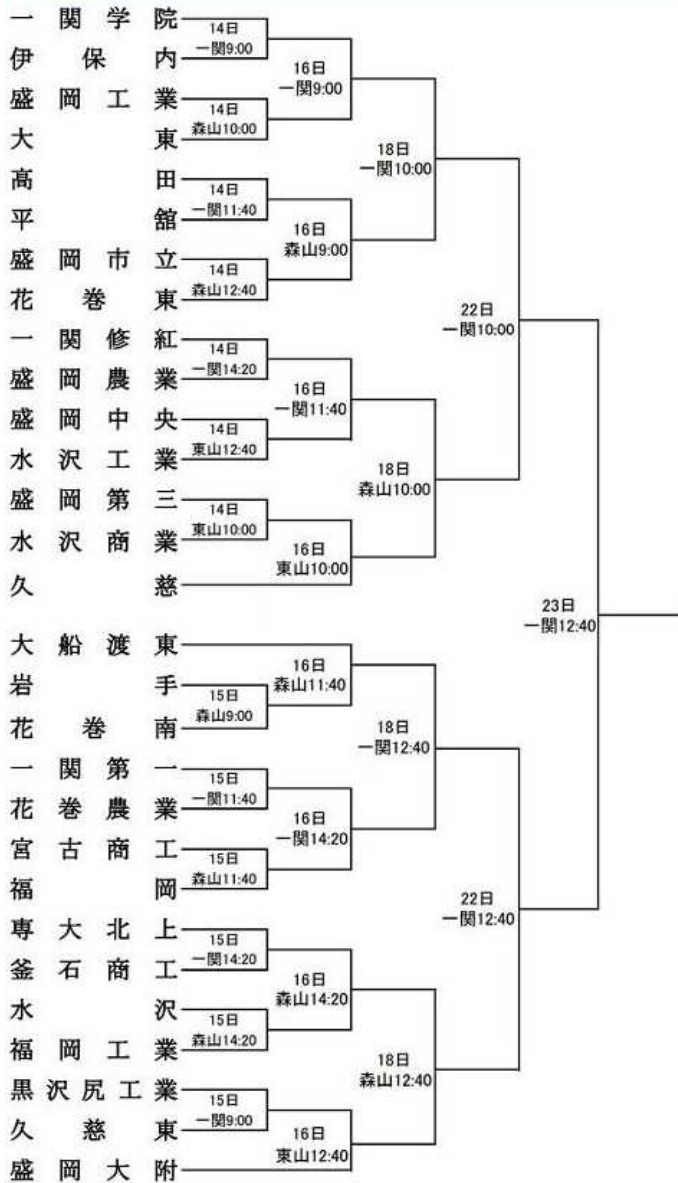 一関学院
伊保内
盛岡工業
大東
高田
平舘
盛岡市立
花巻東
一関修紅
盛岡農業
盛岡中央
水沢工業
盛岡第三
水沢商業
久慈
大船渡東
岩手
花巻南
一関第一
花巻農業
宮古商工
福岡
専大北上
釜石商工
水沢
福岡工業
黒沢尻工業
久慈東
盛岡大附
14日
一関9:00
14日
森山10:00
14日
一関11:40
14日
森山12:40
14日
一関14:20
14日
東山12:40
14日
東山10:00
15日
森山9:00
15日
一関11:40
15日
森山11:40
15日
一関14:20
15日
森山14:20
15日
一関9:00
16日
一関9:00
16日
森山9:00
16日
一関11:40
16日
東山10:00
16日
森山11:40
16日
一関14:20
16日
森山14:20
16日
東山12:40
18日
一関10:00
18日
森山10:00
18日
一関12:40
18日
森山12:40
22日
一関10:00
22日
一関12:40
23日
一関12:40